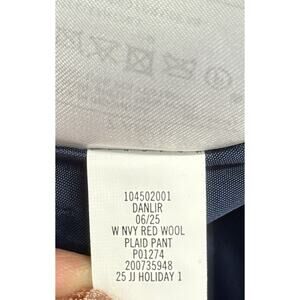 104502001
DANLIR
06/25
W NVY RED WOOL
PLAID PANT
P01274
200735948
25 JJ HOLIDAY 1